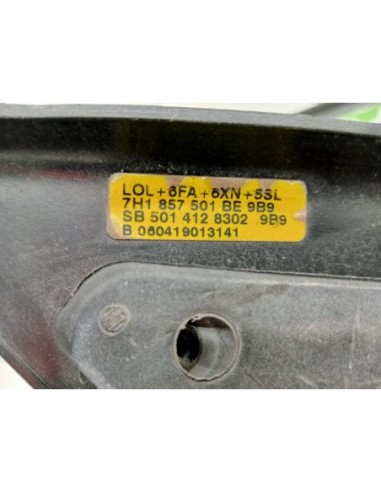 LOL+6FA+6XN+5SL
7H1 857 501 BE 9B9
SB 501 412 8302 9B9
B 060419013141